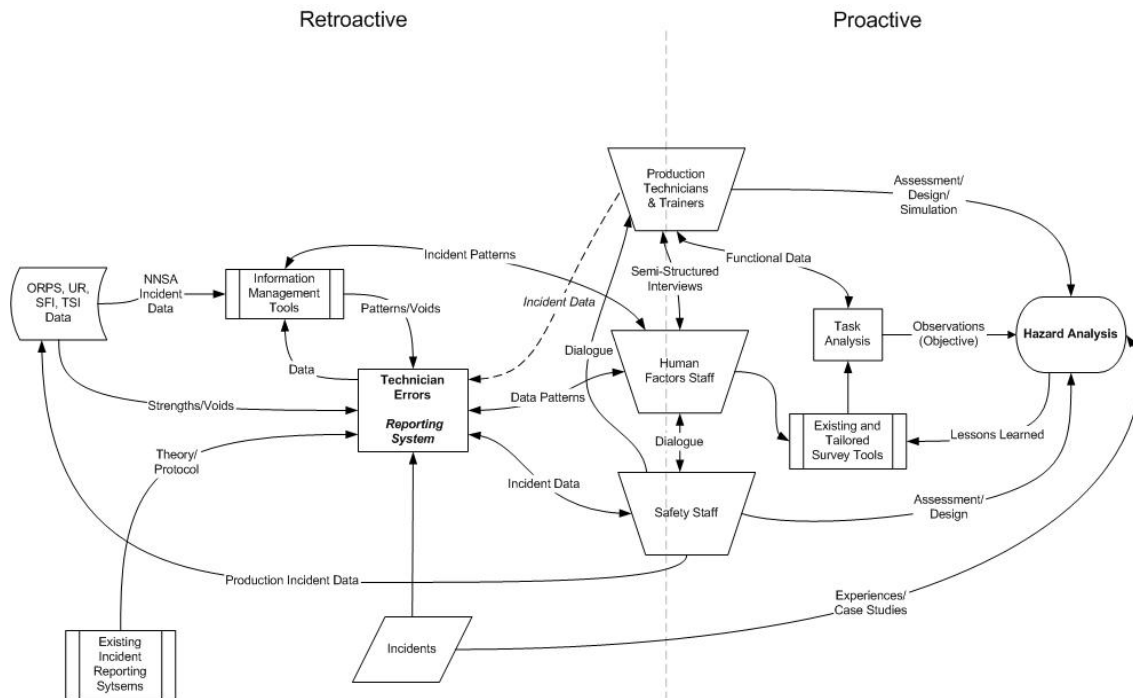 Retroactive
Proactive
Production
Technicians
& Trainers
Assessment/
Design/
Simulation
Incident Patterns
Functional Data
Semi-Structured
Interviews
NNSA
Incident
Data
ORPS, UR,
SFI, TSI
Data
Information
Management
Tools
Patterns/Voids
Incident Data
Task
Analysis
Observations
(Objective)
Hazard Analysis
Dialogue
Human
Factors Staff
Data
Technician
Errors
Reporting
System
Data Patterns
Strengths/Voids
Existing and
Tailored
Survey Tools
Lessons Learned
Dialogue
Theory/
Protocol
Incident Data
Safety Staff
Assessment/
Design
Production Incident Data
Experiences/
Case Studies
Existing
Incident
Reporting
Sytsems
Incidents